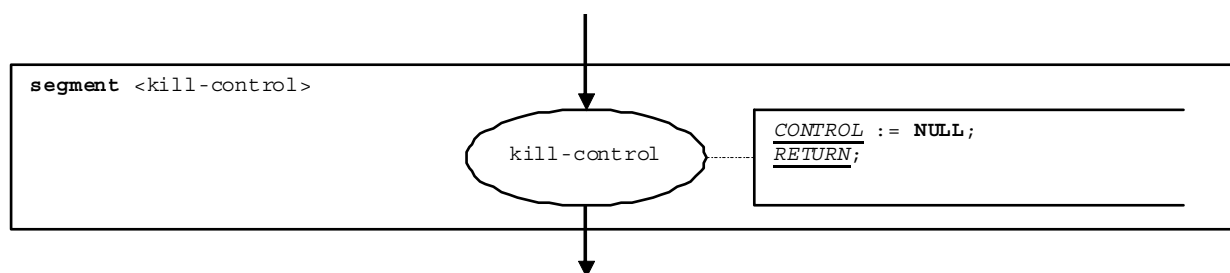 segment <kill-control>
kill-control
CONTROL := NULL;
RETURN;